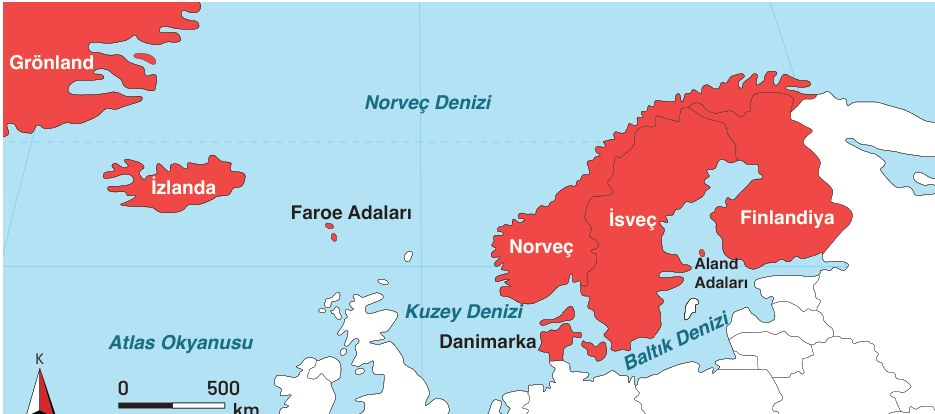 Grönland
Norveç Denizi
İzlanda
Faroe Adaları
İsveç
Finlandiya
Norveç
Aland
Adaları
Kuzey Denizi
Danimarka
Baltık Denizi
Atlas Okyanusu
K
0 500
km